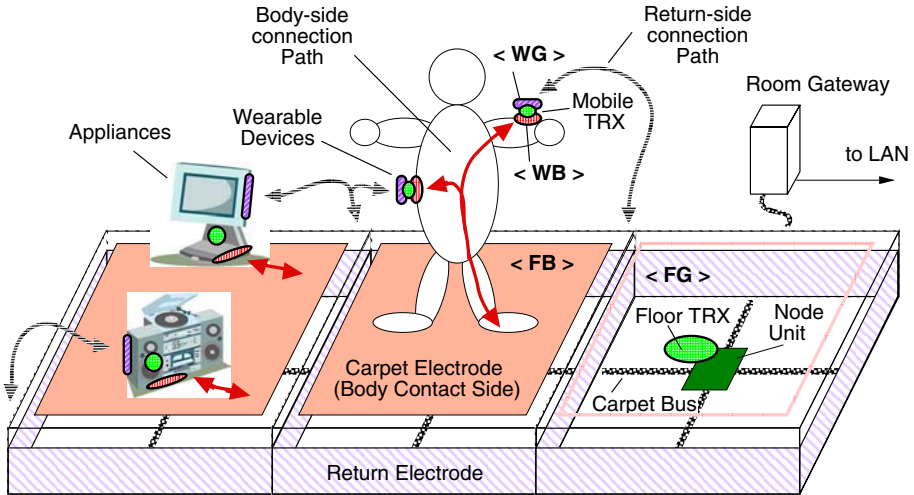 Body-side
connection
Path
Return-side
connection
Path
< WG >
Room Gateway
Mobile
TRX
Wearable
Devices
Appliances
to LAN
< WB >
< FB >
< FG >
Floor TRX
Node
Unit
Carpet Electrode
(Body Contact Side)
Carpet Bus
Return Electrode